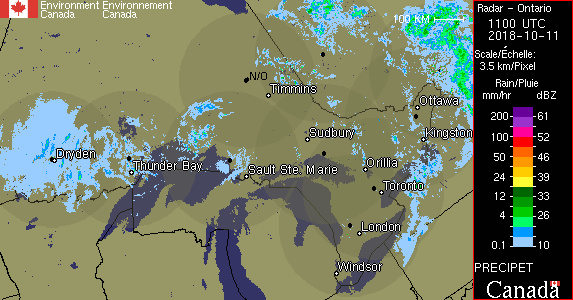 Environment Environnement
Canada Canada
100 KM
N/O
Timmins
Ottawa
Sudbury
Kingston
Dryden
Thunder Bay
Sault Ste. Marie
Orillia
Toronto
London
Windsor
Radar - Ontario
1100 UTC
2018-10-11
Scale/Échelle:
3.5 km/Pixel
Rain/Pluie
mm/hr dBZ
200 61
100 52
50 46
24 39
12 33
4 26
0.1 10
PRECIPET
Canada